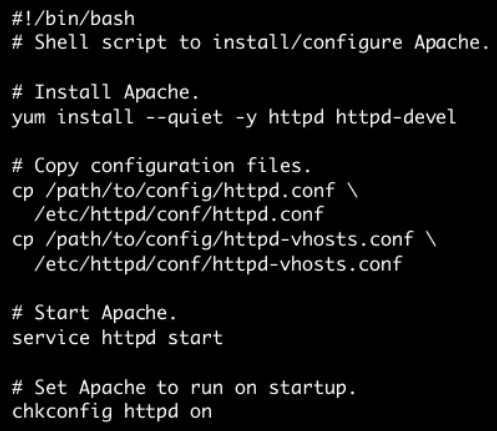 #!/bin/bash
# Shell script to install/configure Apache.
# Install Apache.
yum install --quiet -y httpd httpd-devel
# Copy configuration files.
cp /path/to/config/httpd.conf \
/etc/httpd/conf/httpd.conf
cp /path/to/config/httpd-vhosts.conf \
/etc/httpd/conf/httpd-vhosts.conf
# Start Apache.
service httpd start
# Set Apache to run on startup.
chkconfig httpd on